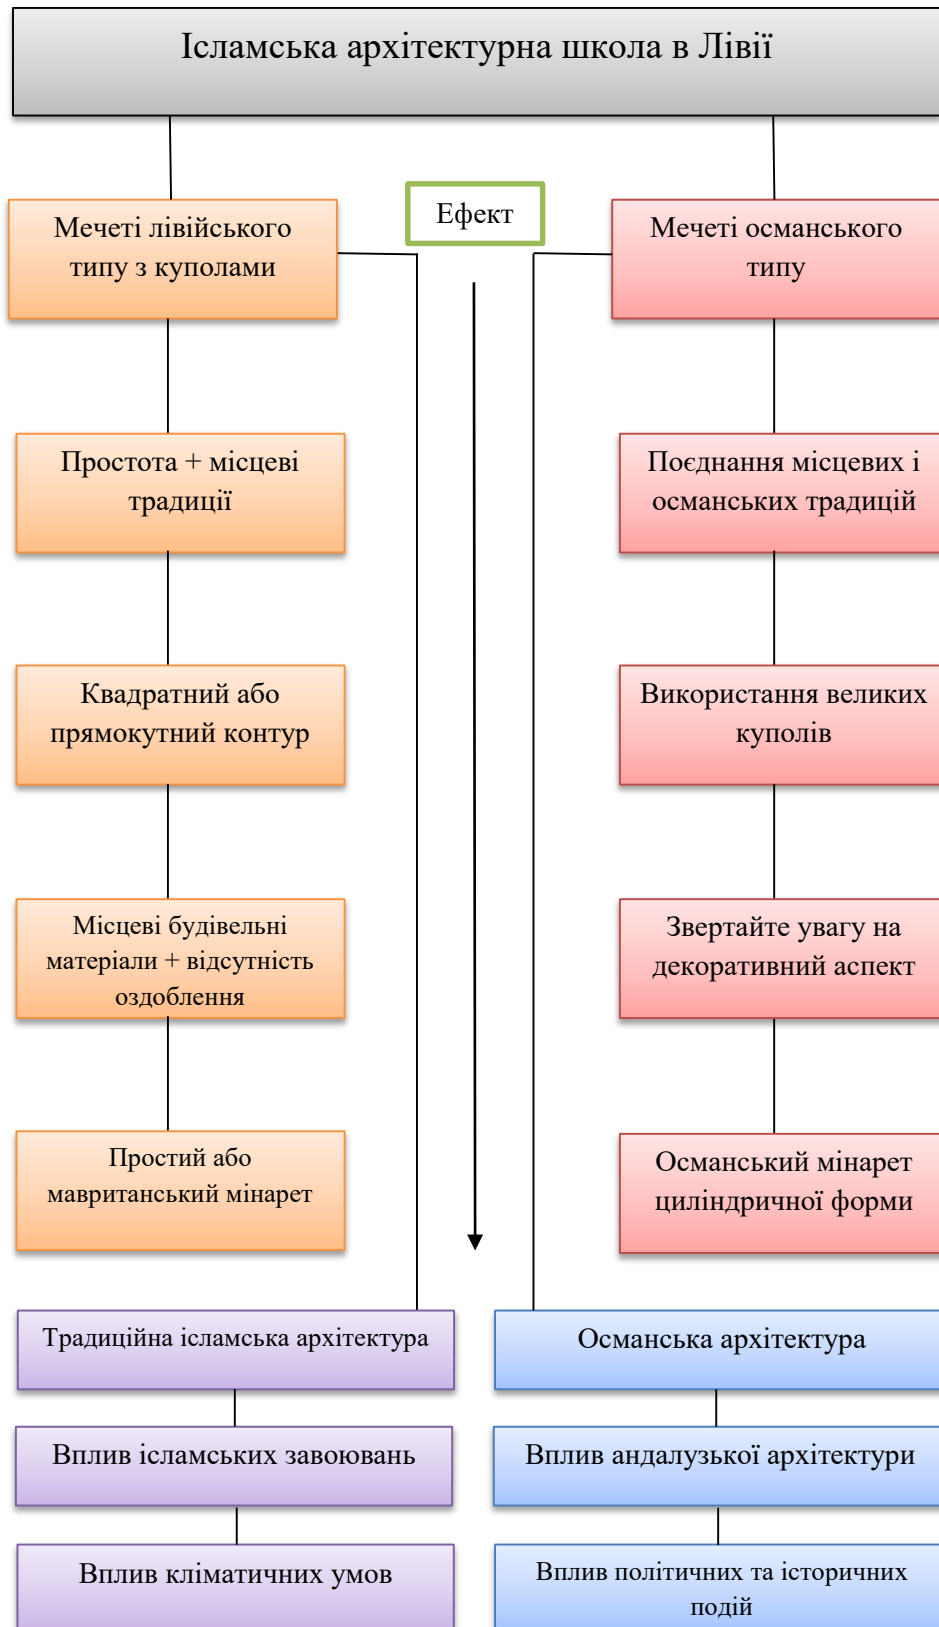 Ісламська архітектурна школа в Лівії
Ефект
Мечеті лівійського
типу з куполами
Мечеті османського
типу
Простота + місцеві
традиції
Поєднання місцевих і
османських традицій
Квадратний або
прямокутний контур
Використання великих
куполів
Місцеві будівельні
матеріали + відсутність
оздоблення
Звертайте увагу на
декоративний аспект
Простий або
мавританський мінарет
Османський мінарет
циліндричної форми
Традиційна ісламська архітектура
Османська архітектура
Вплив ісламських завоювань
Вплив андалузької архітектури
Вплив кліматичних умов
Вплив політичних та історичних
подій